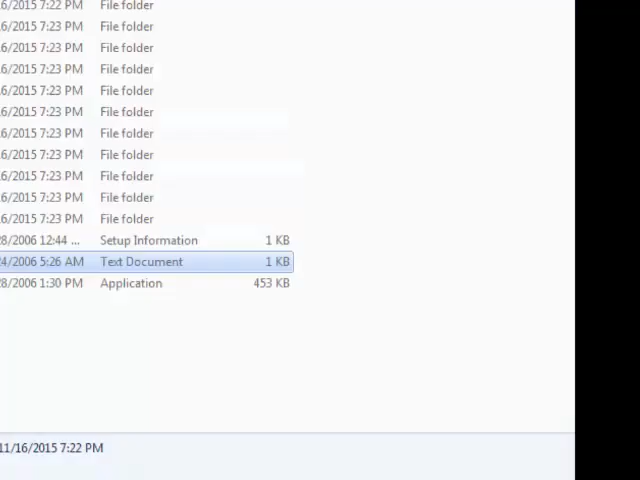 6/2015 7:22 PM File folder
6/2015 7:23 PM File folder
6/2015 7:23 PM File folder
6/2015 7:23 PM File folder
6/2015 7:23 PM File folder
6/2015 7:23 PM File folder
6/2015 7:23 PM File folder
6/2015 7:23 PM File folder
6/2015 7:23 PM File folder
6/2015 7:23 PM File folder
6/2015 7:23 PM File folder
8/2006 12:44 ... Setup Information 1 KB
4/2006 5:26 AM Text Document 1 KB
8/2006 1:30 PM Application 453 KB
11/16/2015 7:22 PM